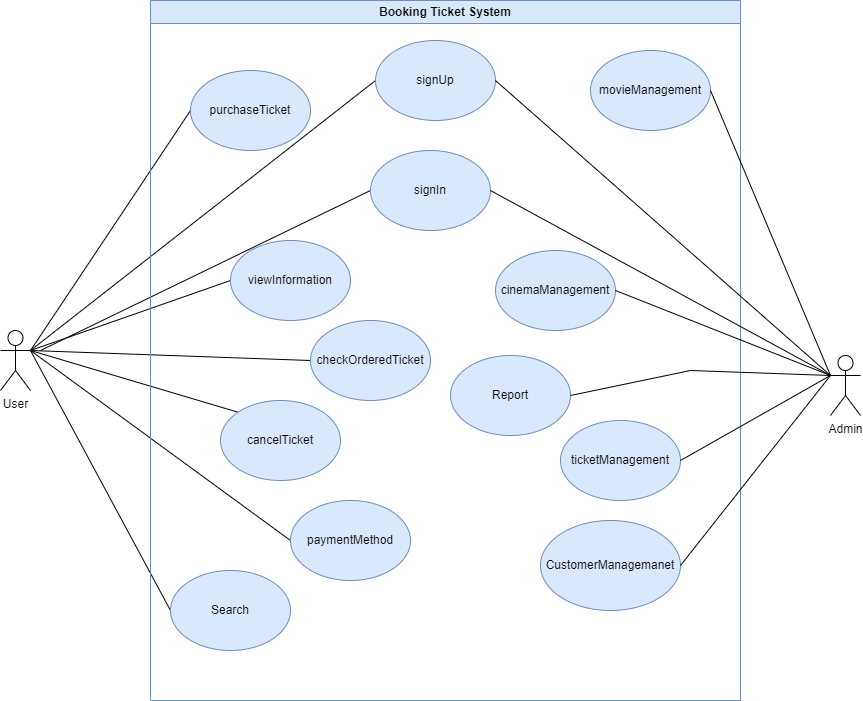 Booking Ticket System
signUp
movieManagement
purchaseTicket
signIn
viewInformation
cinemaManagement
checkOrderedTicket
Report
User
Admin
cancelTicket
ticketManagement
paymentMethod
CustomerManagemanet
Search